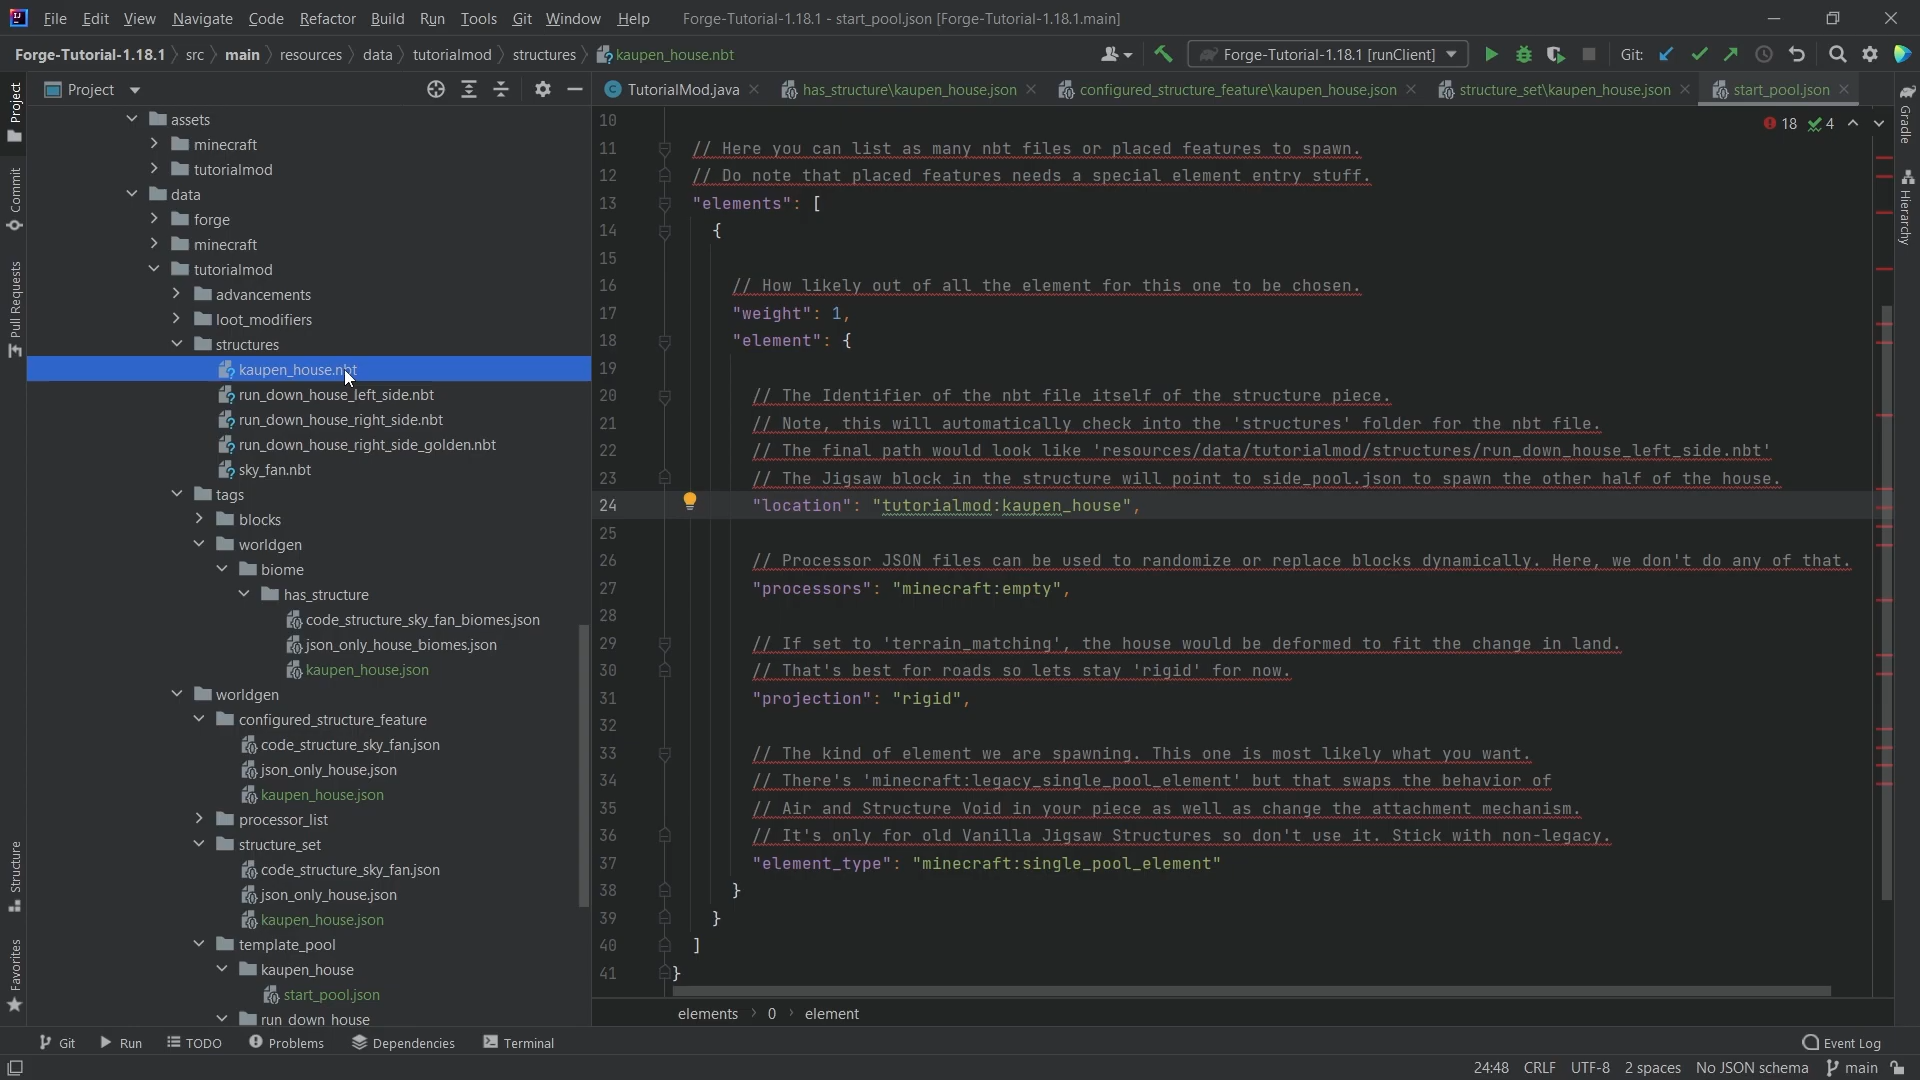 File Edit View Navigate Code Refactor Build Run Tools Git Window Help Forge-Tutorial-1.18.1 - start_pool.json [Forge-Tutorial-1.18.1.main]
Forge-Tutorial-1.18.1 src main resources data tutorialmod structures kaupen_house.nbt Forge-Tutorial-1.18.1 [runClient] Git:
Project TutorialMod.java has_structure\kaupen_house.json configured_structure_feature\kaupen_house.json structure_set\kaupen_house.json start_pool.json
Project
Commit
Pull Requests
Structure
Favorites
assets
minecraft
tutorialmod
data
forge
minecraft
tutorialmod
advancements
loot_modifiers
structures
kaupen_house.nbt
run_down_house_left_side.nbt
run_down_house_right_side.nbt
run_down_house_right_side_golden.nbt
sky_fan.nbt
tags
blocks
worldgen
biome
has_structure
code_structure_sky_fan_biomes.json
json_only_house_biomes.json
kaupen_house.json
worldgen
configured_structure_feature
code_structure_sky_fan.json
json_only_house.json
kaupen_house.json
processor_list
structure_set
code_structure_sky_fan.json
json_only_house.json
kaupen_house.json
template_pool
kaupen_house
start_pool.json
run_down_house
18 4
10
11 // Here you can list as many nbt files or placed features to spawn.
12 // Do note that placed features needs a special element entry stuff.
13 "elements": [
14 {
15
16 // How likely out of all the element for this one to be chosen.
17 "weight": 1,
18 "element": {
19
20 // The Identifier of the nbt file itself of the structure piece.
21 // Note, this will automatically check into the 'structures' folder for the nbt file.
22 // The final path would look like 'resources/data/tutorialmod/structures/run_down_house_left_side.nbt'
23 // The Jigsaw block in the structure will point to side_pool.json to spawn the other half of the house.
24 "location": "tutorialmod:kaupen_house",
25
26 // Processor JSON files can be used to randomize or replace blocks dynamically. Here, we don't do any of that.
27 "processors": "minecraft:empty",
28
29 // If set to 'terrain_matching', the house would be deformed to fit the change in land.
30 // That's best for roads so lets stay 'rigid' for now.
31 "projection": "rigid",
32
33 // The kind of element we are spawning. This one is most likely what you want.
34 // There's 'minecraft:legacy_single_pool_element' but that swaps the behavior of
35 // Air and Structure Void in your piece as well as change the attachment mechanism.
36 // It's only for old Vanilla Jigsaw Structures so don't use it. Stick with non-legacy.
37 "element_type": "minecraft:single_pool_element"
38 }
39 }
40 ]
41 }
elements 0 element
Gradle
Hierarchy
Git Run TODO Problems Dependencies Terminal Event Log
24:48 CRLF UTF-8 2 spaces No JSON schema main